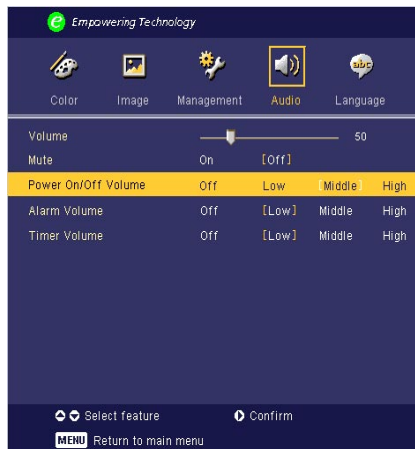 e Empowering Technology
abc
Color Image Management Audio Language
Volume 50
Mute On [Off]
Power On/Off Volume Off Low [Middle] High
Alarm Volume Off [Low] Middle High
Timer Volume Off [Low] Middle High
Select feature Confirm
MENU Return to main menu